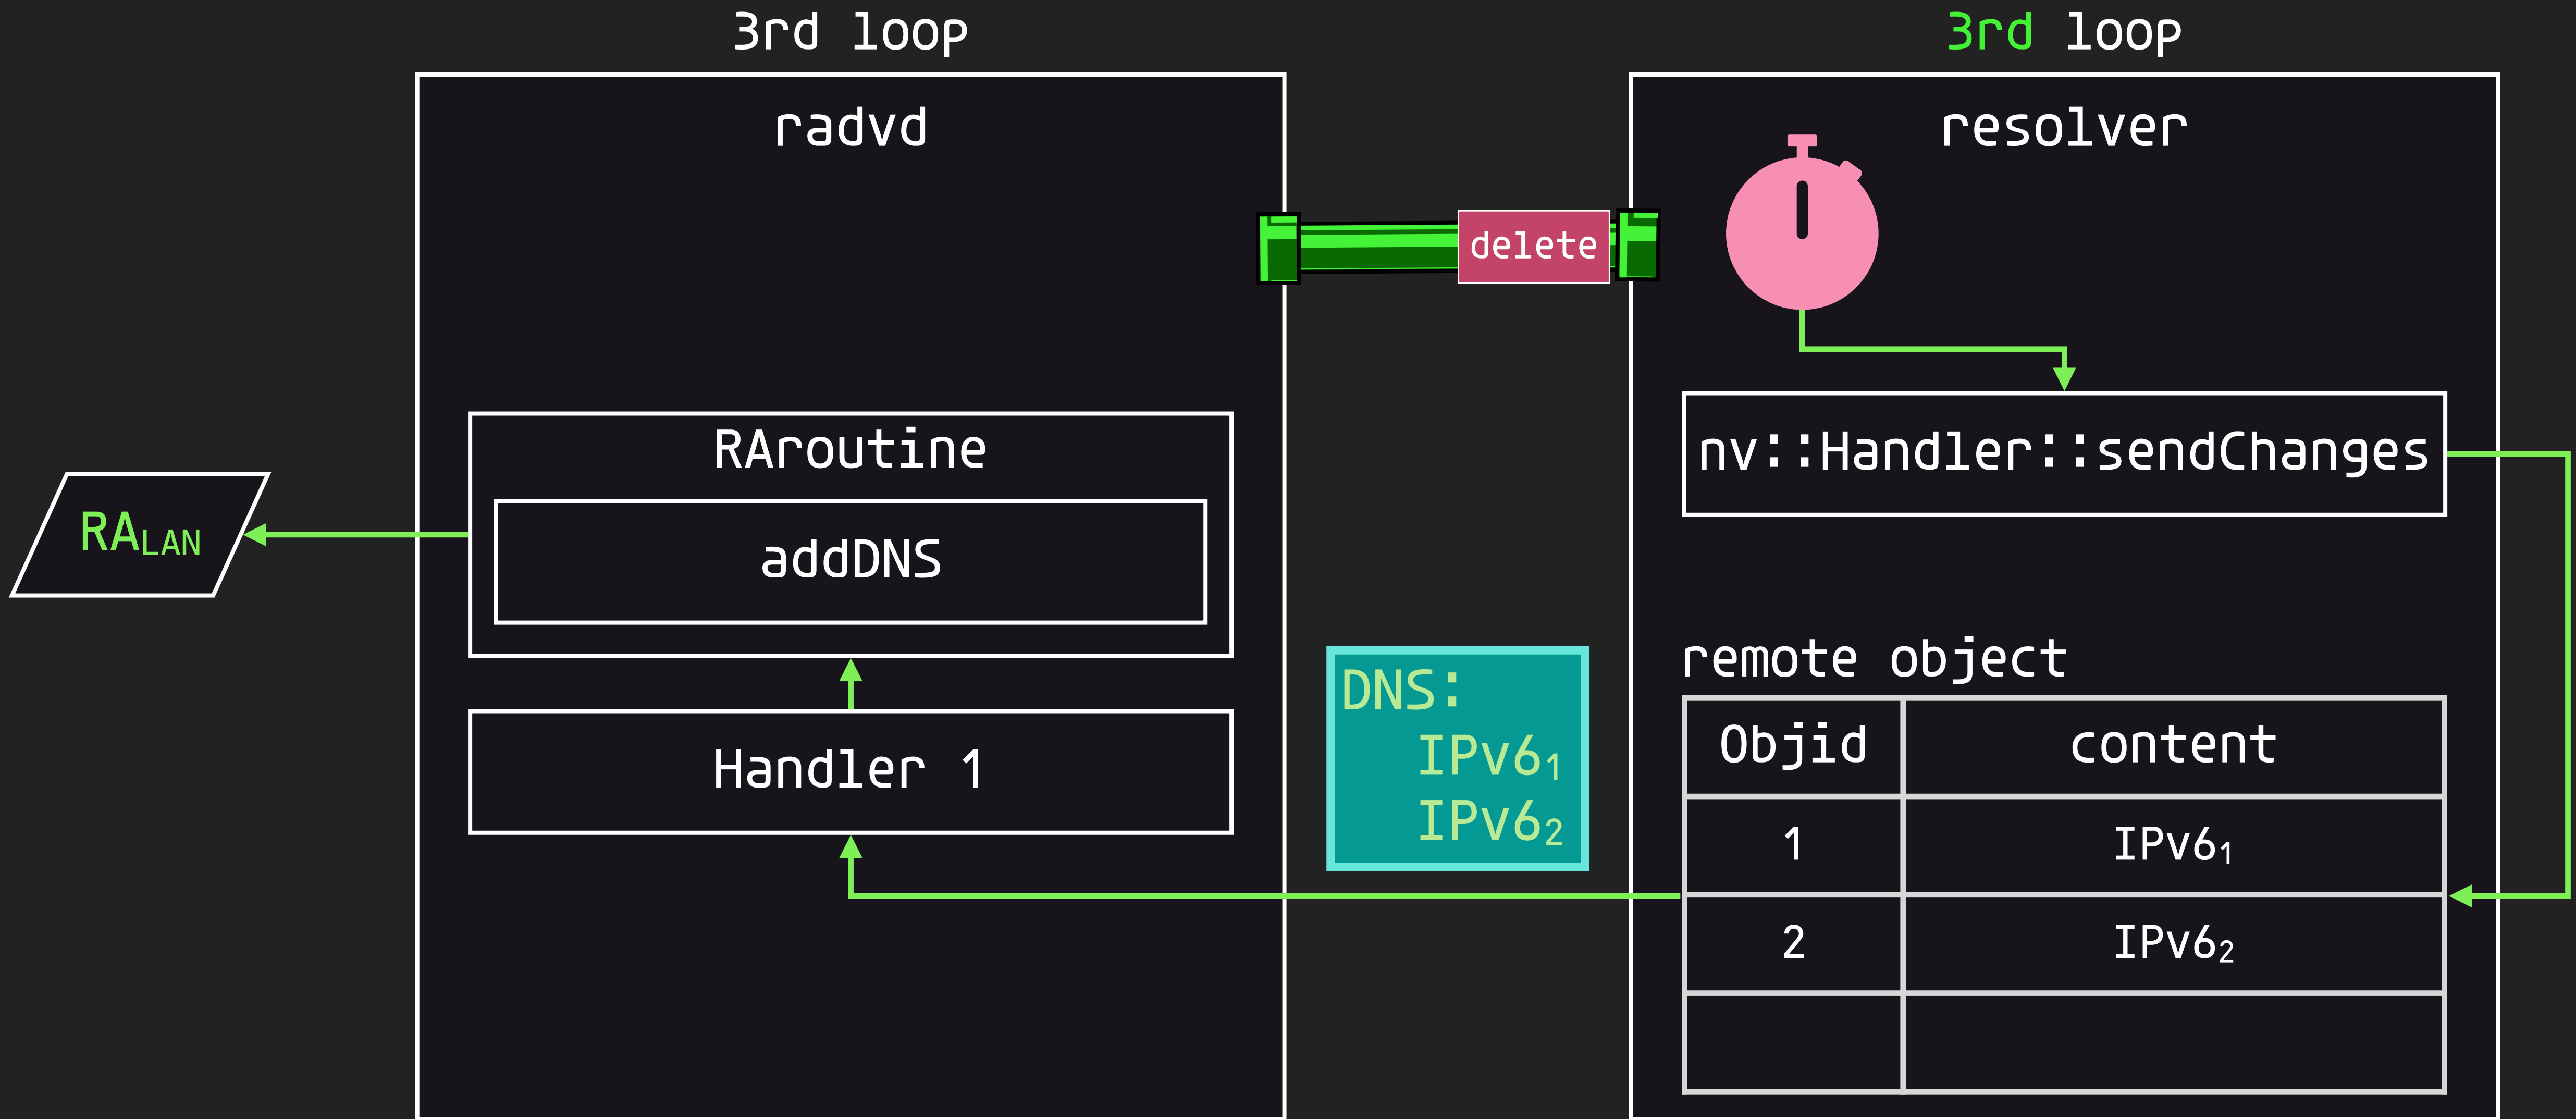 3rd loop
radvd
RAroutine
addDNS
Handler 1
RALAN
delete
DNS:
IPv6₁
IPv6₂
3rd loop
resolver
nv::Handler::sendChanges
remote object
Objid content
1 IPv6₁
2 IPv6₂